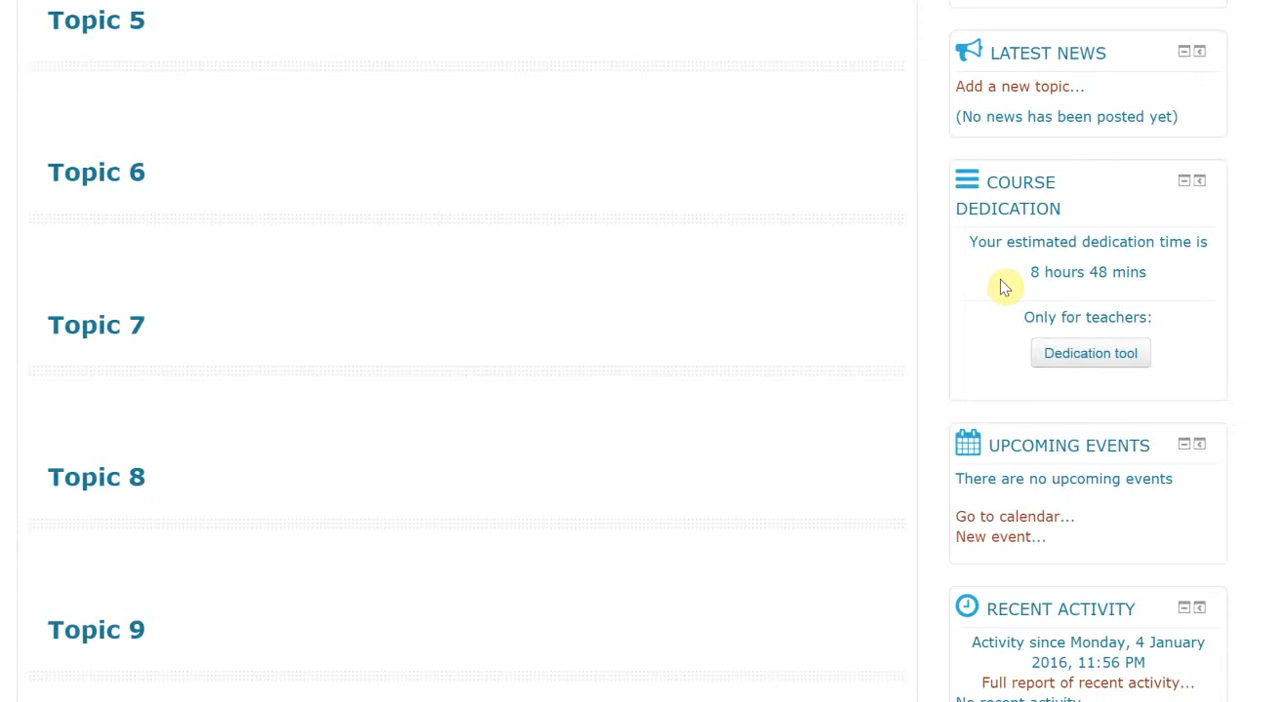 Topic 5
Topic 6
Topic 7
Topic 8
Topic 9
LATEST NEWS
Add a new topic...
(No news has been posted yet)
COURSE
DEDICATION
Your estimated dedication time is
8 hours 48 mins
Only for teachers:
Dedication tool
UPCOMING EVENTS
There are no upcoming events
Go to calendar...
New event...
RECENT ACTIVITY
Activity since Monday, 4 January
2016, 11:56 PM
Full report of recent activity...
No recent activity